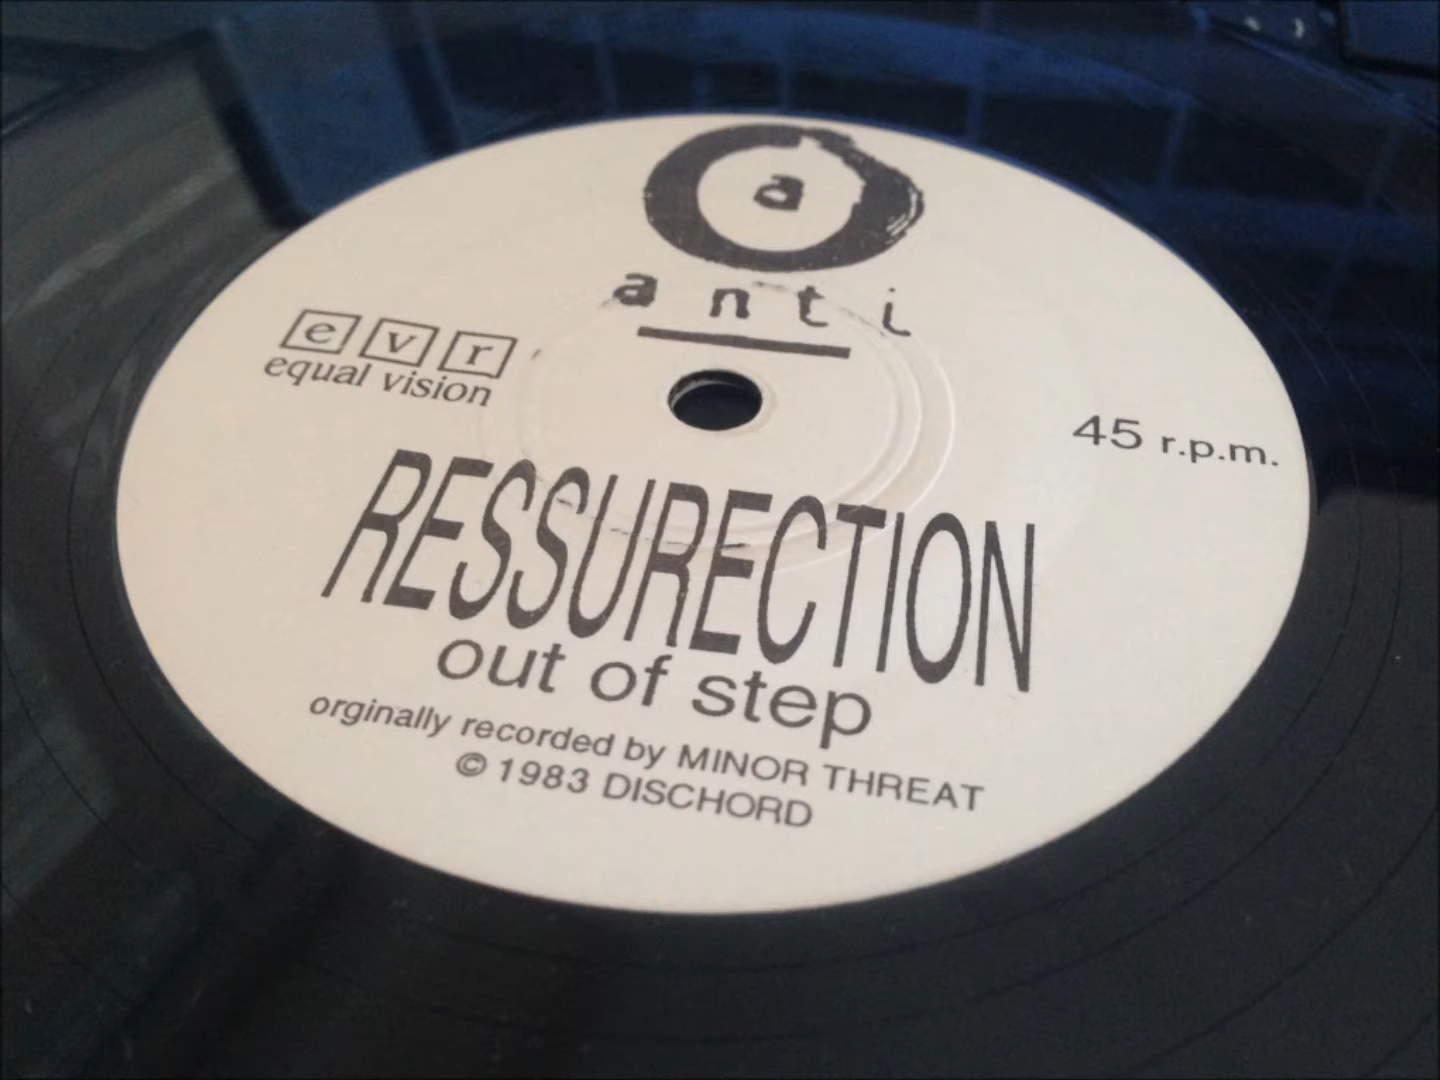 a
anti
evr
equal vision
45 r.p.m.
RESSURECTION
out of step
orginally recorded by MINOR THREAT
© 1983 DISCHORD